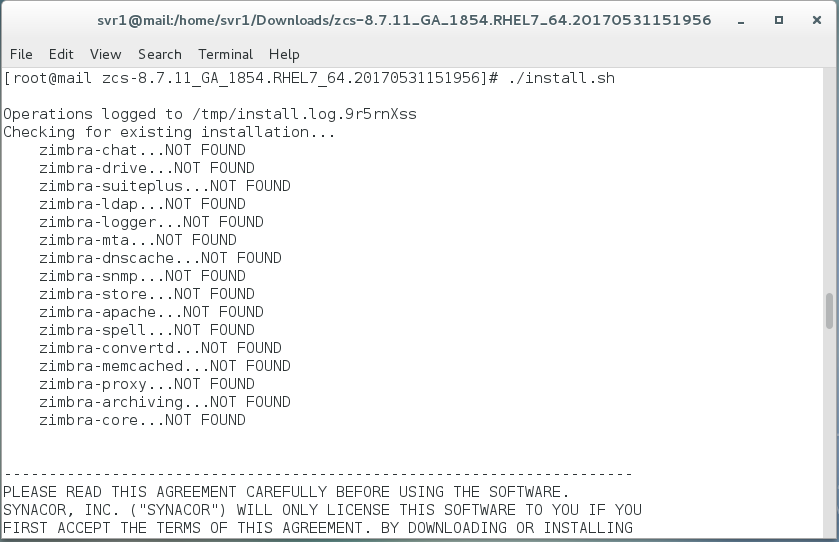 svr1@mail:/home/svr1/Downloads/zcs-8.7.11_GA_1854.RHEL7_64.20170531151956
File Edit View Search Terminal Help
[root@mail zcs-8.7.11_GA_1854.RHEL7_64.20170531151956]# ./install.sh
Operations logged to /tmp/install.log.9r5rnXss
Checking for existing installation...
zimbra-chat...NOT FOUND
zimbra-drive...NOT FOUND
zimbra-suiteplus...NOT FOUND
zimbra-ldap...NOT FOUND
zimbra-logger...NOT FOUND
zimbra-mta...NOT FOUND
zimbra-dnscache...NOT FOUND
zimbra-snmp...NOT FOUND
zimbra-store...NOT FOUND
zimbra-apache...NOT FOUND
zimbra-spell...NOT FOUND
zimbra-convertd...NOT FOUND
zimbra-memcached...NOT FOUND
zimbra-proxy...NOT FOUND
zimbra-archiving...NOT FOUND
zimbra-core...NOT FOUND
----------------------------------------------------------------------
PLEASE READ THIS AGREEMENT CAREFULLY BEFORE USING THE SOFTWARE.
SYNACOR, INC. ("SYNACOR") WILL ONLY LICENSE THIS SOFTWARE TO YOU IF YOU
FIRST ACCEPT THE TERMS OF THIS AGREEMENT. BY DOWNLOADING OR INSTALLING